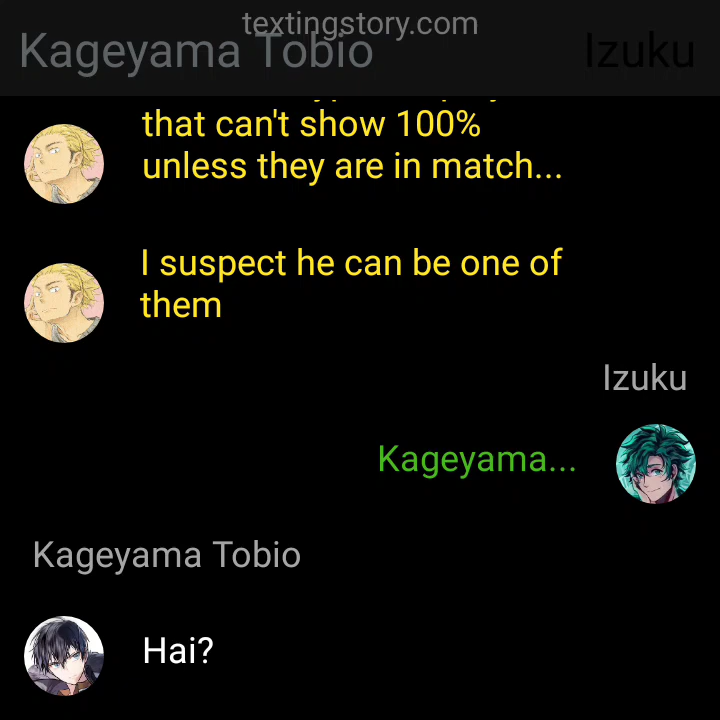 textingstory.com
Kageyama Tobio
Izuku
that can't show 100%
unless they are in match...
I suspect he can be one of
them
Izuku
Kageyama...
Kageyama Tobio
Hai?